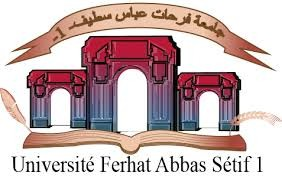 جامعة فرحات عباس سطيف 1
Université Ferhat Abbas Sétif 1